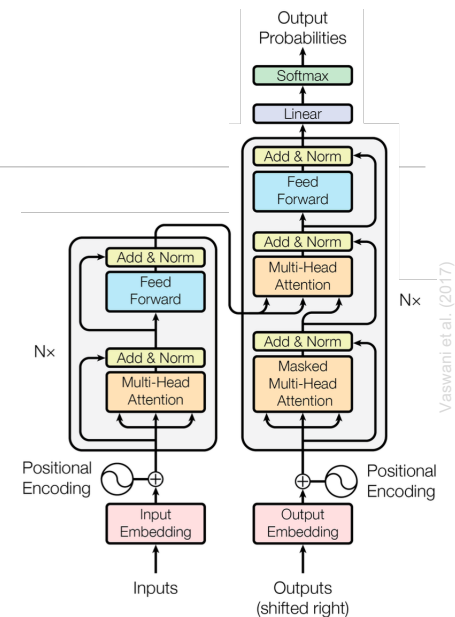 Output
Probabilities
Softmax
Linear
Add & Norm
Feed
Forward
Add & Norm
Multi-Head
Attention
Add & Norm
Masked
Multi-Head
Attention
N×
Add & Norm
Feed
Forward
Add & Norm
Multi-Head
Attention
N×
Positional
Encoding
Positional
Encoding
Input
Embedding
Output
Embedding
Inputs
Outputs
(shifted right)
Vaswani et al. (2017)